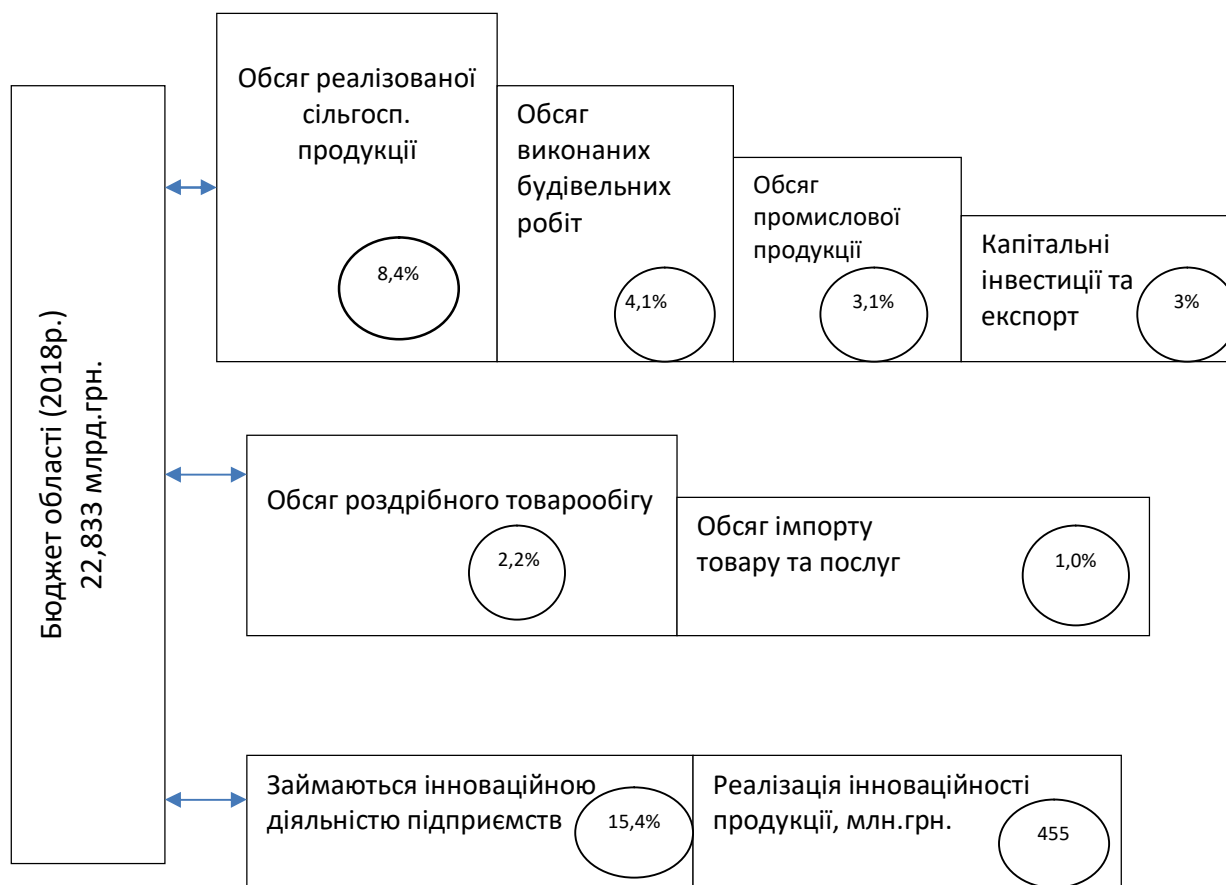 Бюджет області (2018р.)
22,833 млрд.грн.
Обсяг реалізованої
сільгосп.
продукції
8,4%
Обсяг
виконаних
будівельних
робіт
4,1%
Обсяг
промислової
продукції
3,1%
Капітальні
інвестиції та
експорт
3%
Обсяг роздрібного товарообігу
2,2%
Обсяг імпорту
товару та послуг
1,0%
Займаються інноваційною
діяльністю підприємств
15,4%
Реалізація інноваційності
продукції, млн.грн.
455